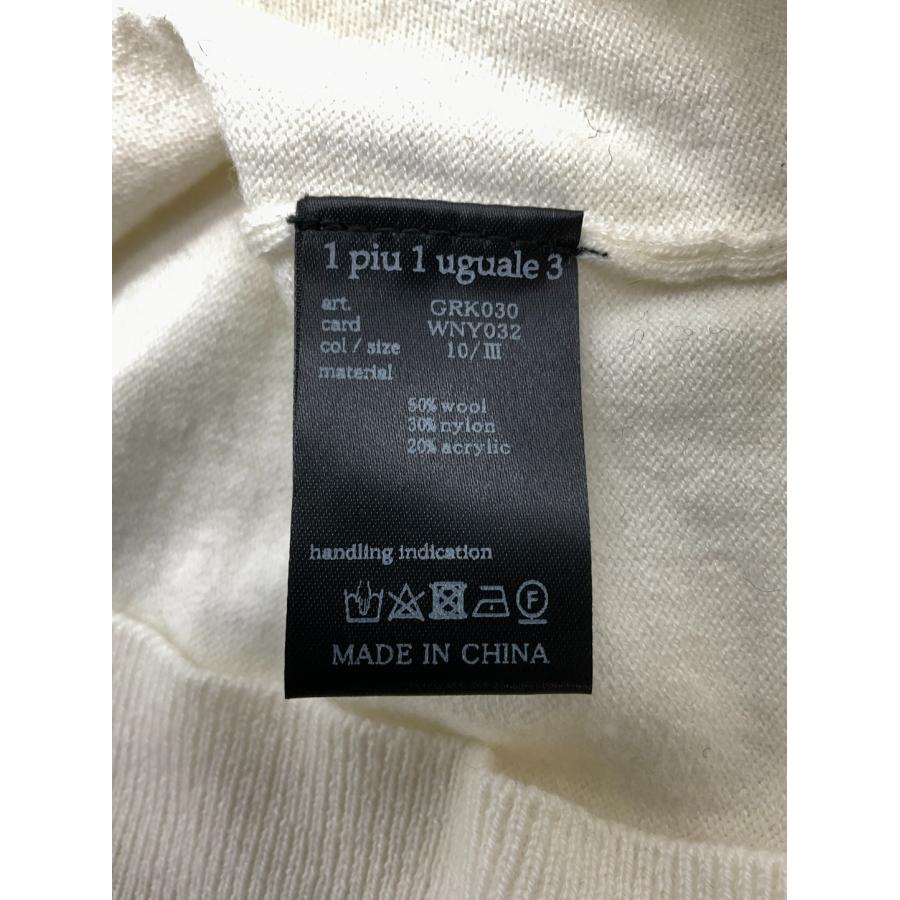 1 piu 1 uguale 3
art. GRK030
card WNY032
col / size 10/Ⅲ
material
50% wool
30% nylon
20% acrylic
handling indication
F
MADE IN CHINA